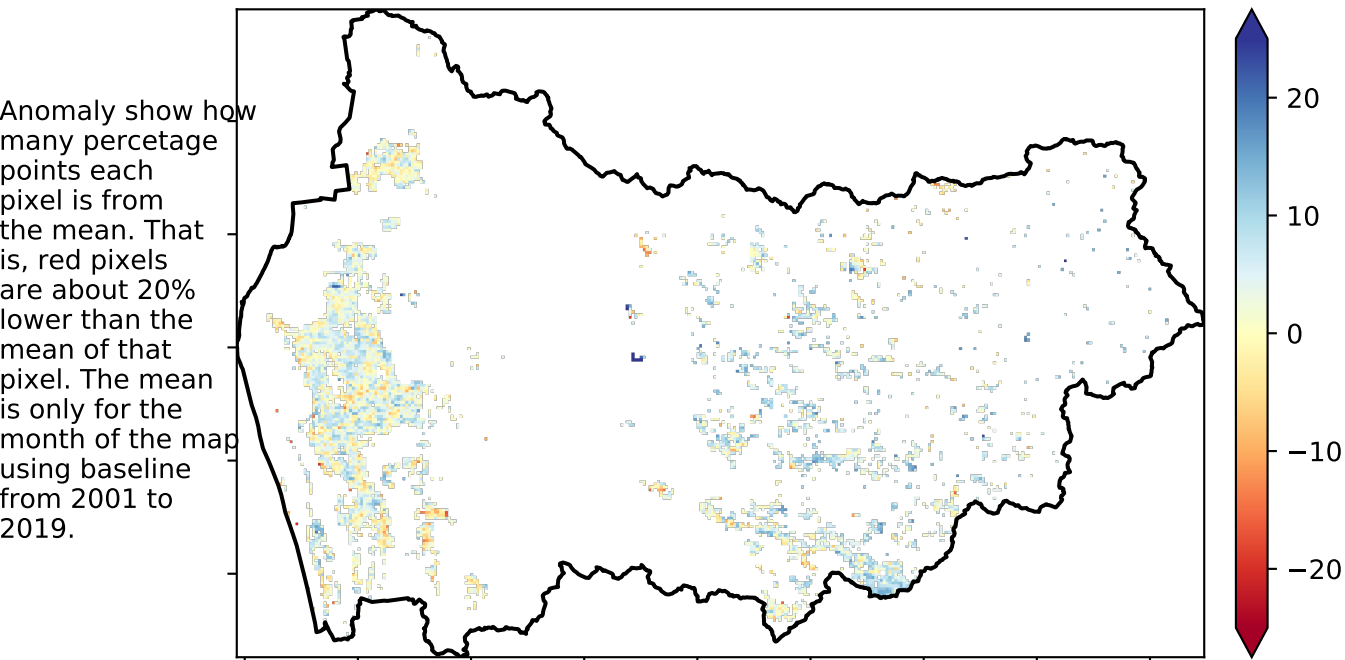 Anomaly show how
many percetage
points each
pixel is from
the mean. That
is, red pixels
are about 20%
lower than the
mean of that
pixel. The mean
is only for the
month of the map
using baseline
from 2001 to
2019.
20
10
0
−10
−20